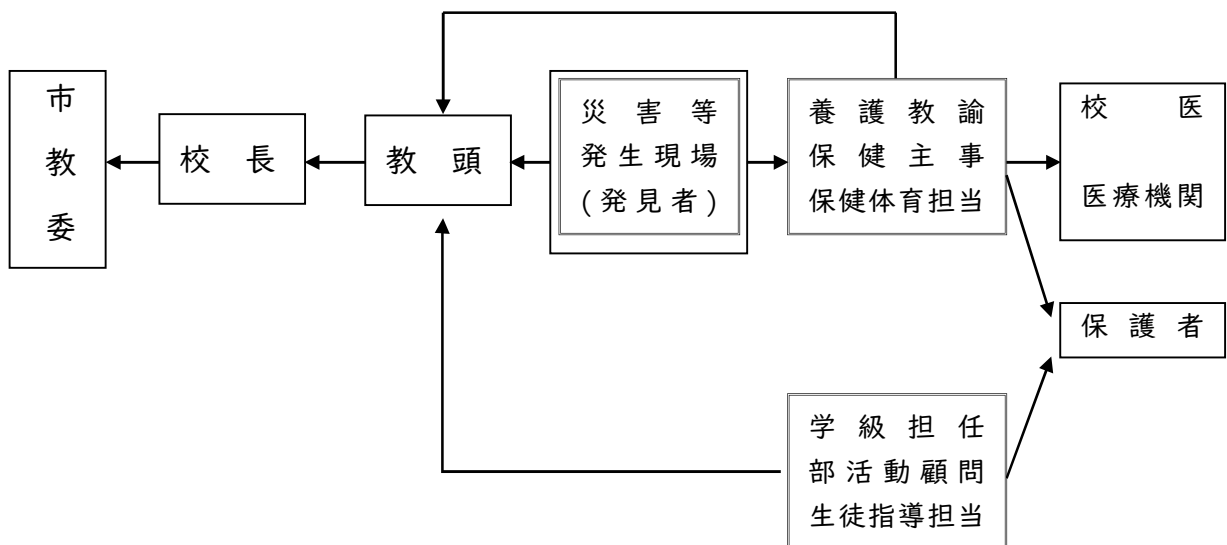 市教委
校長
教頭
災害等
発生現場
(発見者)
養護教諭
保健主事
保健体育担当
校医
医療機関
保護者
学級担任
部活動顧問
生徒指導担当